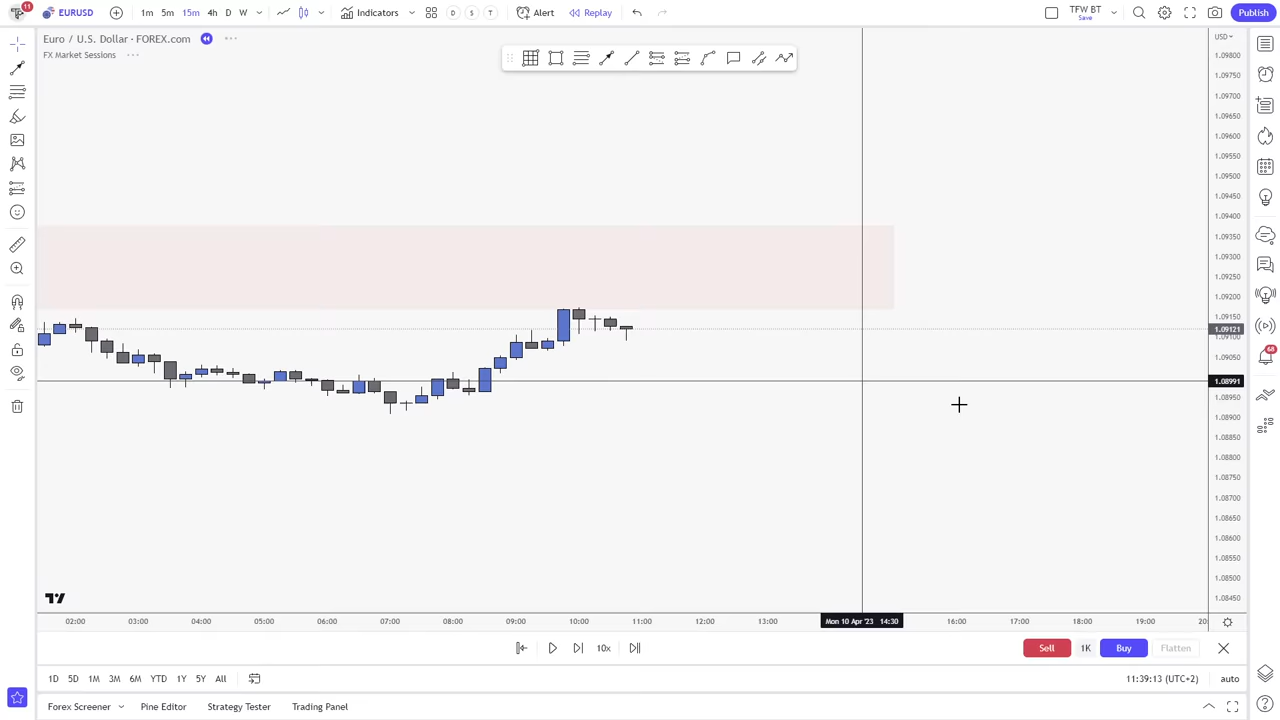 11
EURUSD
1m 5m 15m 4h D W
Indicators
D S T
Alert
Replay
TFW BT
Save
Publish
Euro / U.S. Dollar · FOREX.com
FX Market Sessions
USD
1.09800
1.09750
1.09700
1.09650
1.09600
1.09550
1.09500
1.09450
1.09400
1.09350
1.09300
1.09250
1.09200
1.09150
1.09121
1.09100
1.09050
1.08991
1.08950
1.08900
1.08850
1.08800
1.08750
1.08700
1.08650
1.08600
1.08550
1.08500
1.08450
68
02:00 03:00 04:00 05:00 06:00 07:00 08:00 09:00 10:00 11:00 12:00 13:00 Mon 10 Apr '23 14:30 16:00 17:00 18:00 19:00 20:
10x
Sell 1K Buy Flatten
1D 5D 1M 3M 6M YTD 1Y 5Y All
11:39:13 (UTC+2) auto
Forex Screener Pine Editor Strategy Tester Trading Panel